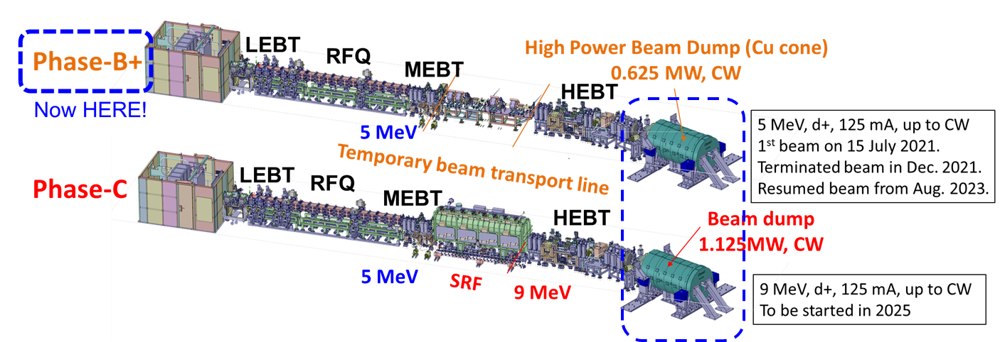 Phase-B+
Now HERE!
LEBT
RFQ
MEBT
5 MeV
Temporary beam transport line
HEBT
High Power Beam Dump (Cu cone)
0.625 MW, CW
5 MeV, d+, 125 mA, up to CW
1st beam on 15 July 2021.
Terminated beam in Dec. 2021.
Resumed beam from Aug. 2023.
Phase-C
LEBT
RFQ
MEBT
5 MeV
SRF
9 MeV
HEBT
Beam dump
1.125MW, CW
9 MeV, d+, 125 mA, up to CW
To be started in 2025